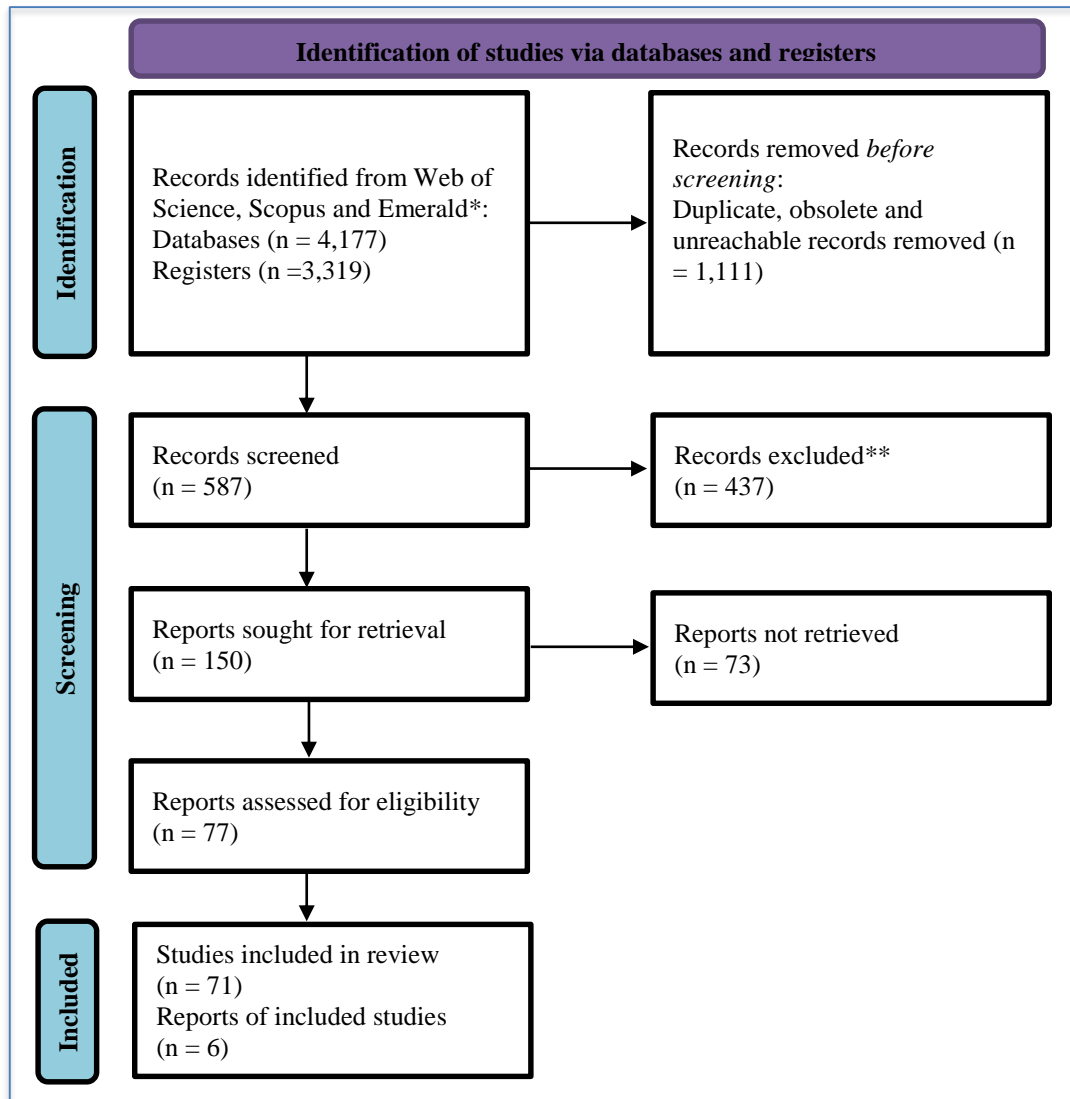 Identification of studies via databases and registers
Identification
Records identified from Web of
Science, Scopus and Emerald*:
Databases (n = 4,177)
Registers (n =3,319)
Records removed before
screening:
Duplicate, obsolete and
unreachable records removed (n
= 1,111)
Screening
Records screened
(n = 587)
Records excluded**
(n = 437)
Reports sought for retrieval
(n = 150)
Reports not retrieved
(n = 73)
Reports assessed for eligibility
(n = 77)
Included
Studies included in review
(n = 71)
Reports of included studies
(n = 6)